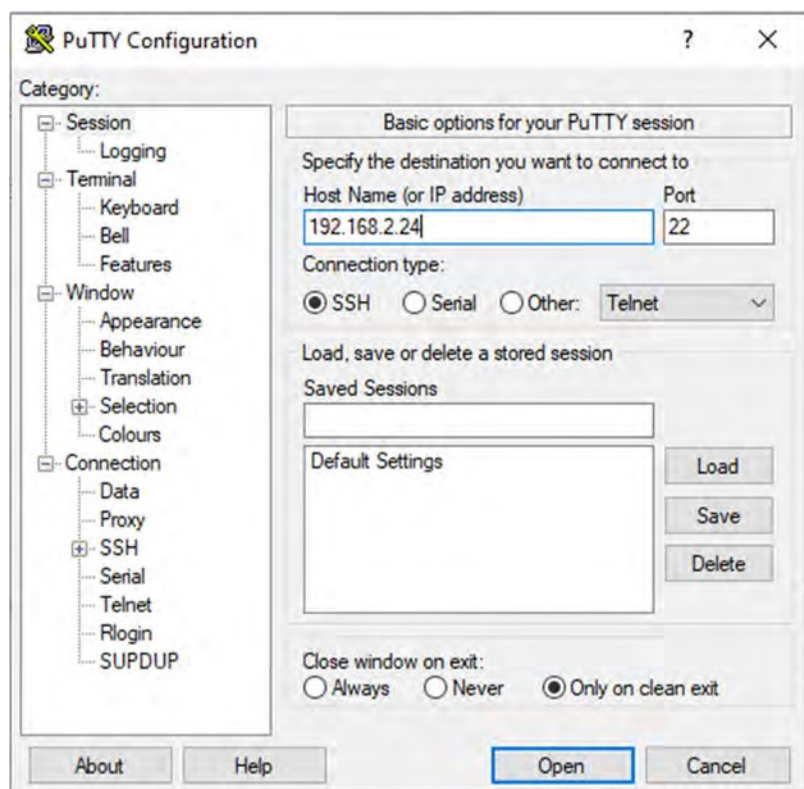 PuTTY Configuration
?
Category:
Session
Logging
Terminal
Keyboard
Bell
Features
Window
Appearance
Behaviour
Translation
Selection
Colours
Connection
Data
Proxy
SSH
Serial
Telnet
Rlogin
SUPDUP
Basic options for your PuTTY session
Specify the destination you want to connect to
Host Name (or IP address) Port
192.168.2.24 22
Connection type:
SSH Serial Other: Telnet
Load, save or delete a stored session
Saved Sessions
Default Settings
Load
Save
Delete
Close window on exit:
Always Never Only on clean exit
About Help Open Cancel